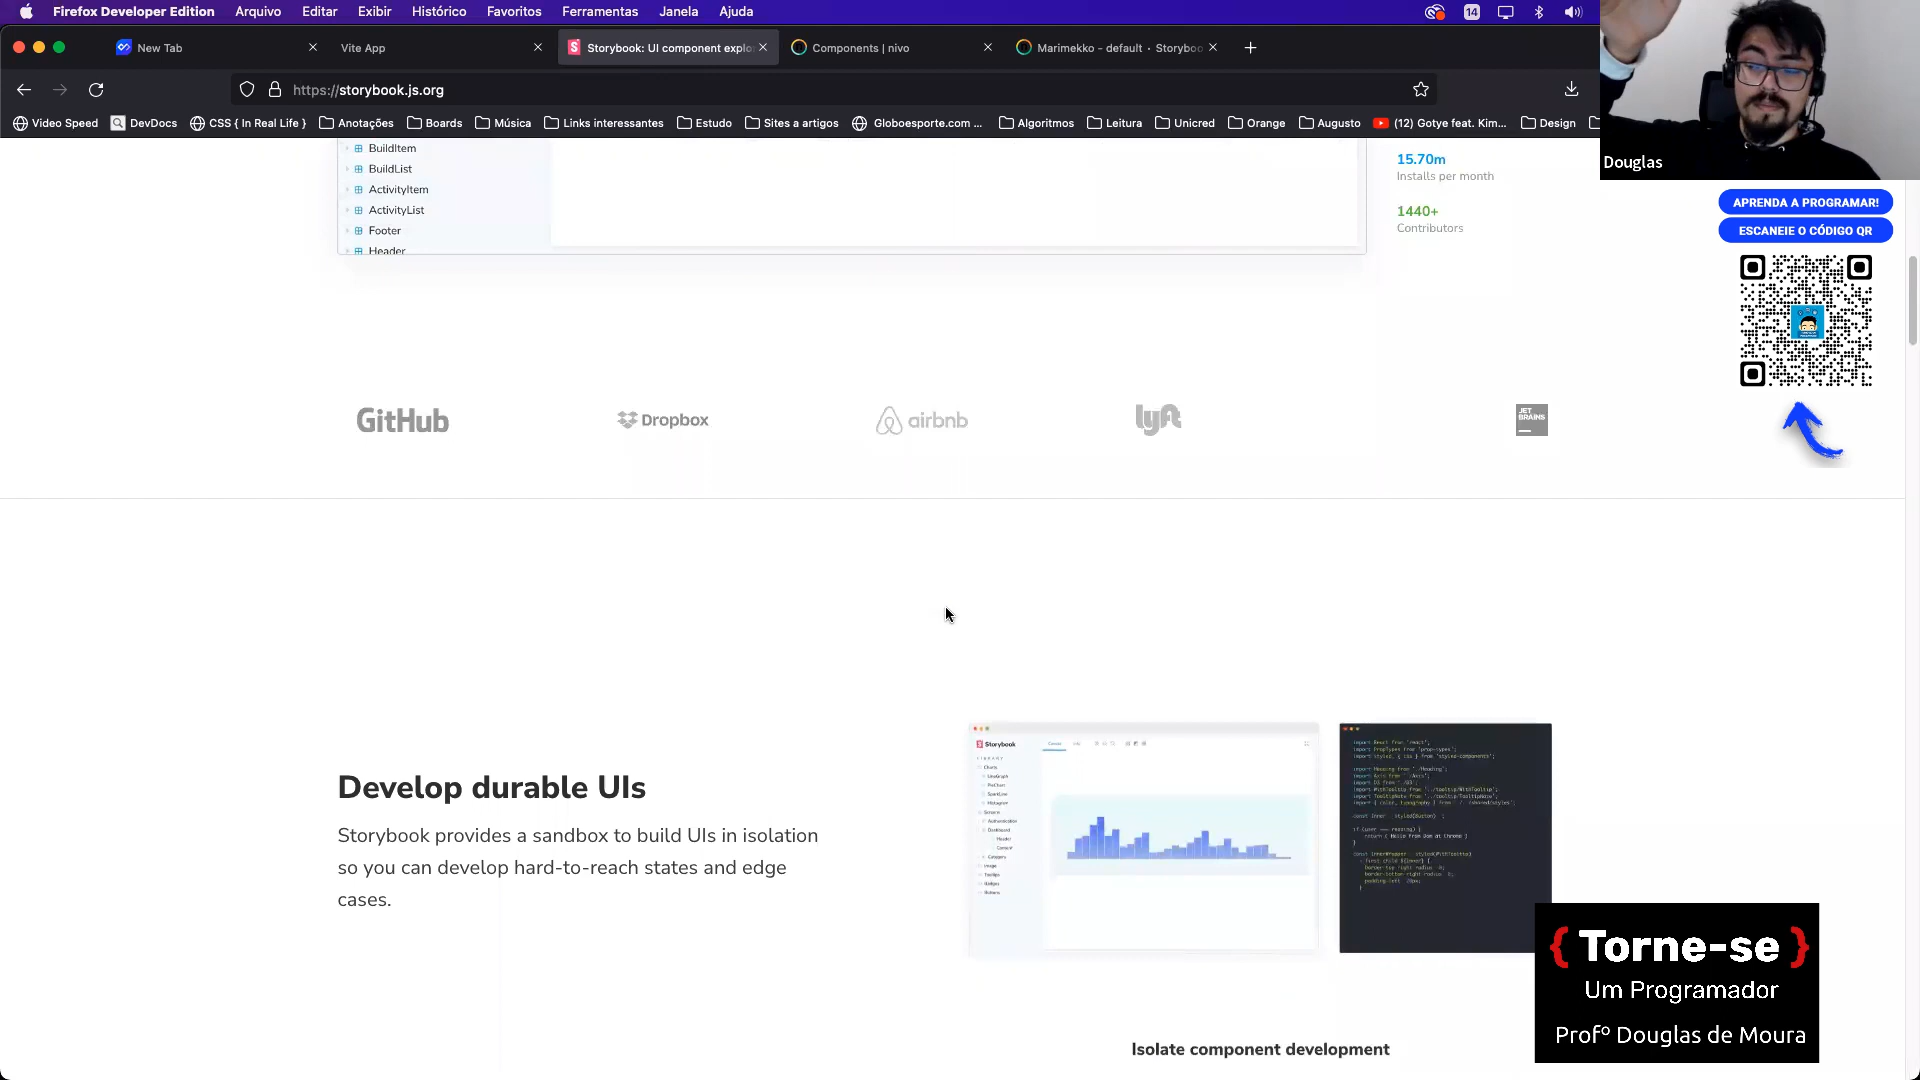 Firefox Developer Edition Arquivo Editar Exibir Histórico Favoritos Ferramentas Janela Ajuda
14
New Tab
Vite App
Storybook: UI component explo
Components | nivo
Marimekko - default · Storyboo
https://storybook.js.org
Video Speed
DevDocs
CSS { In Real Life }
Anotações
Boards
Música
Links interessantes
Estudo
Sites a artigos
Globoesporte.com ...
Algoritmos
Leitura
Unicred
Orange
Augusto
(12) Gotye feat. Kim...
Design
Douglas
BuildItem
BuildList
ActivityItem
ActivityList
Footer
Header
15.70m
Installs per month
1440+
Contributors
APRENDA A PROGRAMAR!
ESCANEIE O CÓDIGO QR
GitHub
Dropbox
airbnb
lyft
JET
BRAINS
Develop durable UIs
Storybook provides a sandbox to build UIs in isolation
so you can develop hard-to-reach states and edge
cases.
Storybook
Isolate component development
{ Torne-se }
Um Programador
Profº Douglas de Moura